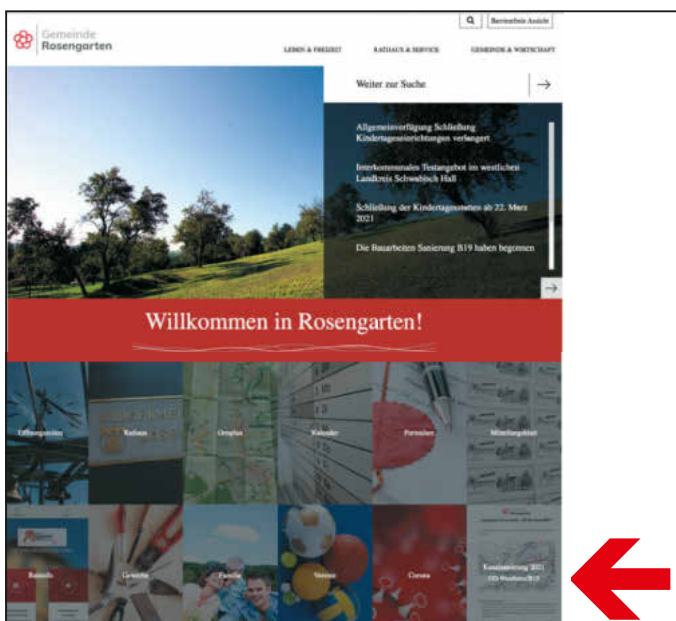 Gemeinde
Rosengarten
Barrierefreie Ansicht
LEBEN & FREIZEIT
RATHAUS & SERVICE
GEMEINDE & WIRTSCHAFT
Weiter zur Suche
Allgemeinverfügung Schließung
Kindertageseinrichtungen verlängert
Interkommunales Testangebot im westlichen
Landkreis Schwäbisch Hall
Schließung der Kindertagesstätten ab 22. März
2021
Die Bauarbeiten Sanierung B19 haben begonnen
Willkommen in Rosengarten!
Öffnungszeiten
Rathaus
Ortsplan
Kalender
Formulare
Mitteilungsblatt
Gewerbe
Familie
Vereine
Corona
2021